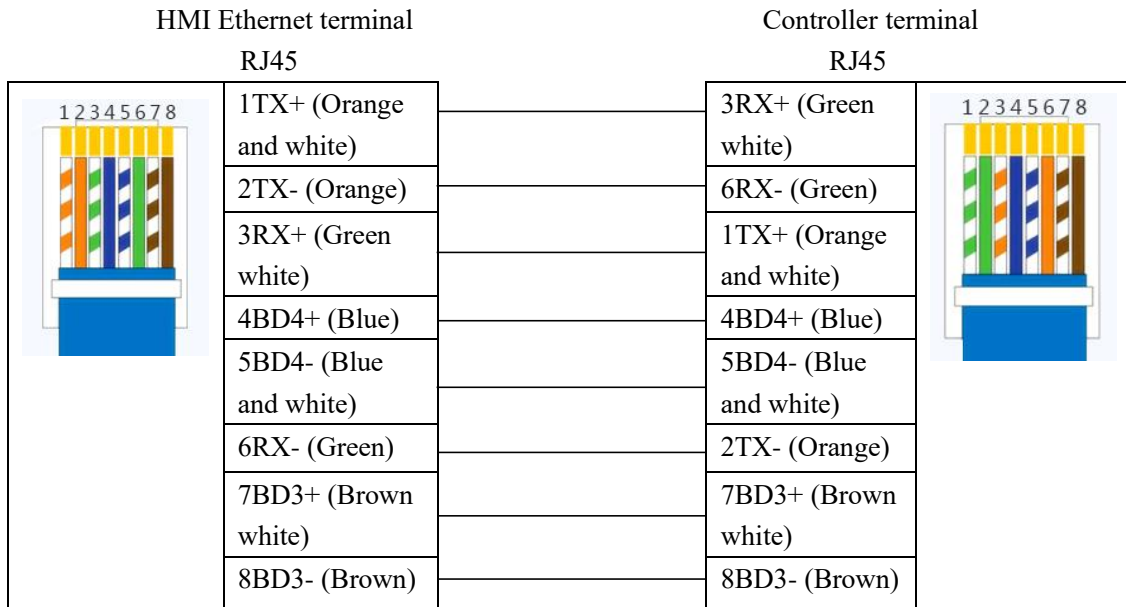 HMI Ethernet terminal
Controller terminal
RJ45
RJ45
12345678
1TX+ (Orange
and white)
3RX+ (Green
white)
12345678
2TX- (Orange)
6RX- (Green)
3RX+ (Green
white)
1TX+ (Orange
and white)
4BD4+ (Blue)
4BD4+ (Blue)
5BD4- (Blue
and white)
5BD4- (Blue
and white)
6RX- (Green)
2TX- (Orange)
7BD3+ (Brown
white)
7BD3+ (Brown
white)
8BD3- (Brown)
8BD3- (Brown)